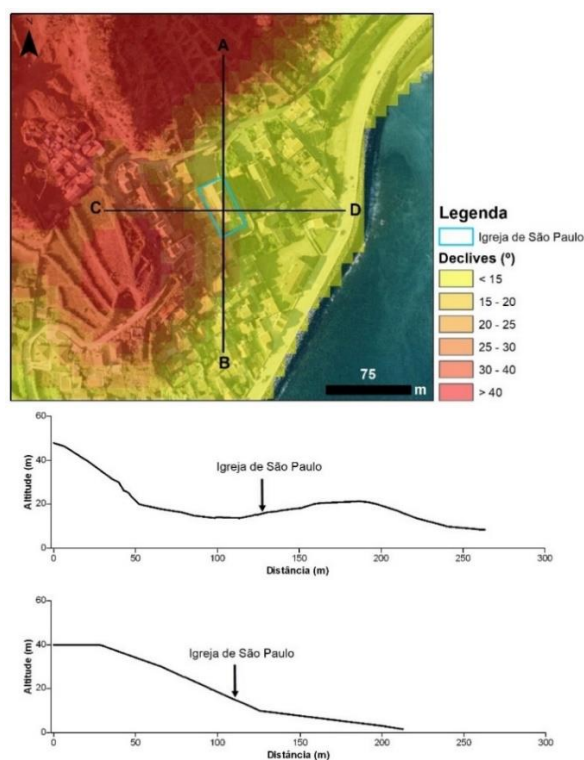 A
C
D
B
75
m
Legenda
Igreja de São Paulo
Declives (º)
< 15
15 - 20
20 - 25
25 - 30
30 - 40
> 40
60
40
20
0
Altitude (m)
Igreja de São Paulo
0 50 100 150 200 250 300
Distância (m)
60
40
20
0
Altitude (m)
Igreja de São Paulo
0 50 100 150 200 250 300
Distância (m)